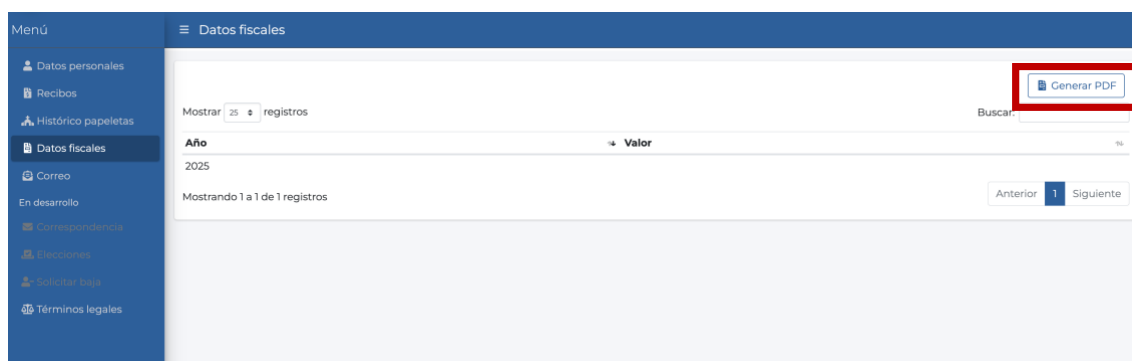 Menú
Datos fiscales
Datos personales
Recibos
Histórico papeletas
Datos fiscales
Correo
En desarrollo
Correspondencia
Elecciones
Solicitar baja
Términos legales
Generar PDF
Mostrar 25 registros
Buscar:
Año Valor
2025
Mostrando 1 a 1 de 1 registros
Anterior 1 Siguiente